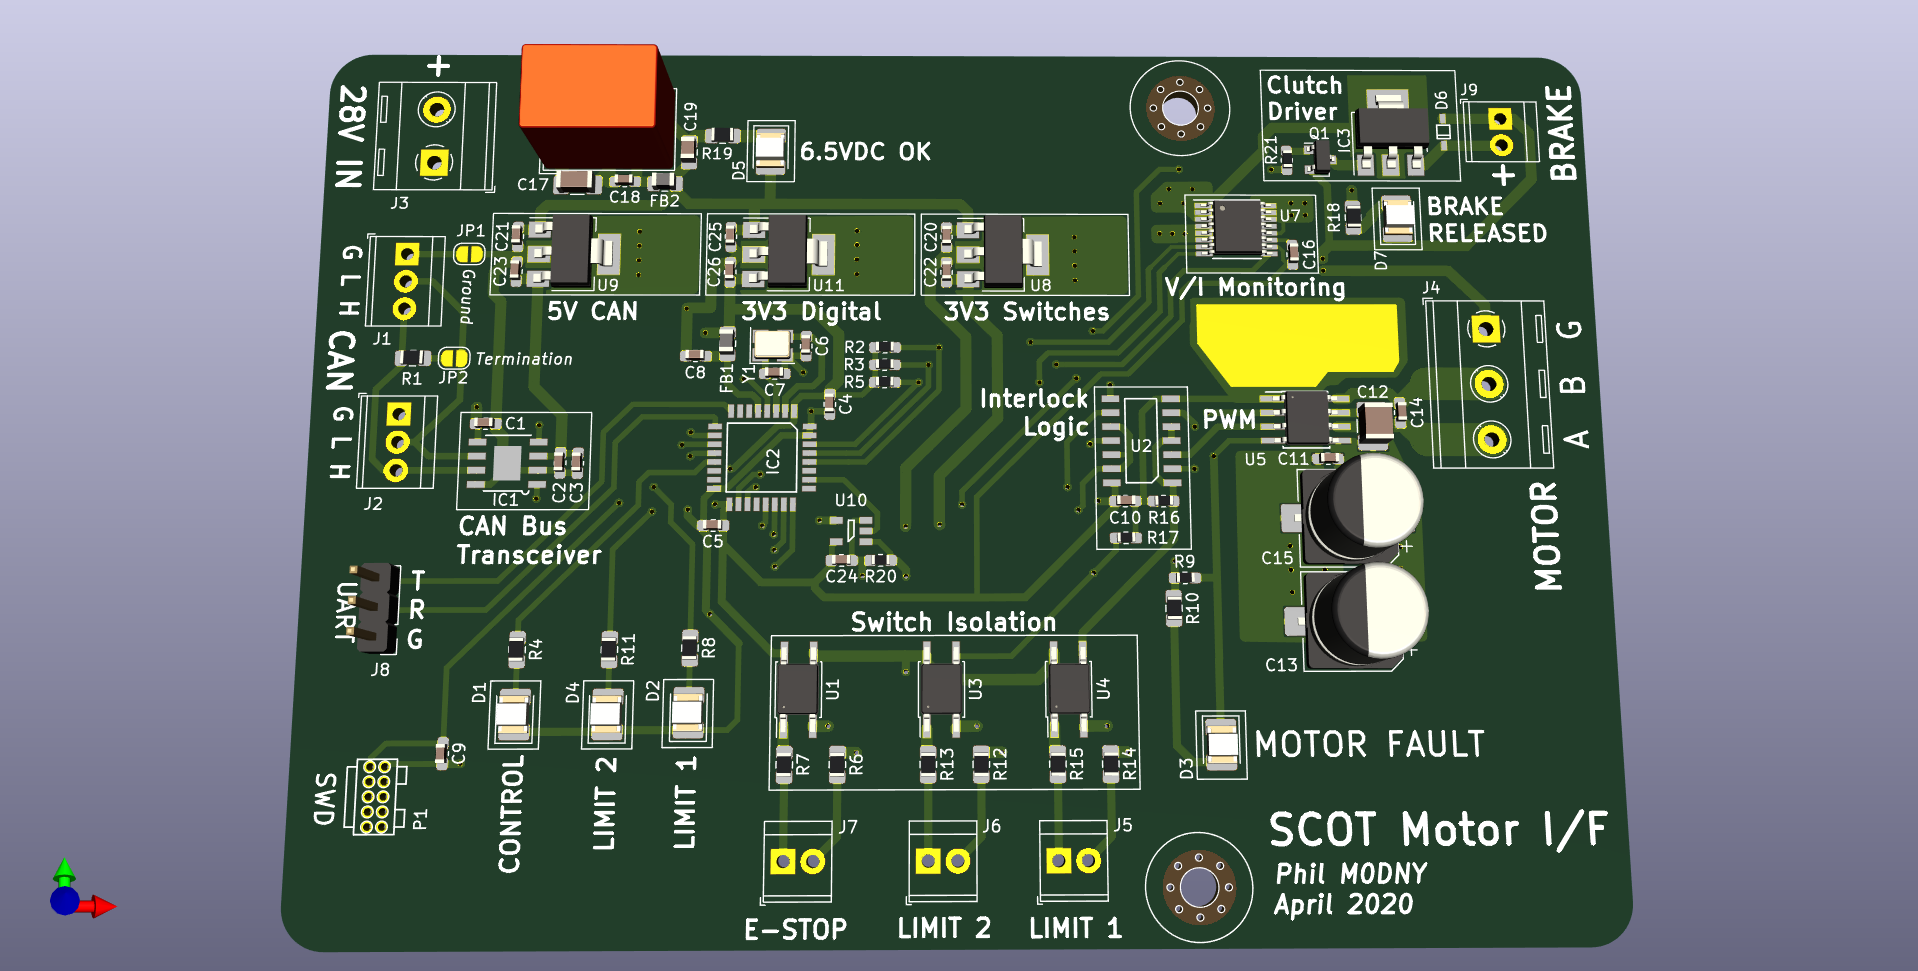 +
28V IN
J3
C17
C18
FB2
C19
R19
D5
6.5VDC OK
Clutch
Driver
R21
Q1
IC3
D6
J9
+
BRAKE
G
L
H
J1
JP1
Ground
C21
C23
U9
5V CAN
C25
C26
U11
3V3 Digital
C20
C22
U8
3V3 Switches
U7
C16
V/I Monitoring
R18
D7
BRAKE
RELEASED
J4
G
B
A
MOTOR
CAN
R1
JP2
Termination
G
L
H
J2
C1
IC1
C2
C3
CAN Bus
Transceiver
C8
FB1
Y1
C6
C7
R2
R3
R5
C4
IC2
C5
U10
C24
R20
Interlock
Logic
U2
C10
R16
R17
PWM
U5
C11
C12
C14
C15
+
C13
+
R9
R10
UART
T
R
G
J8
R4
R11
R8
D1
D4
D2
CONTROL
LIMIT 2
LIMIT 1
C9
SWD
P1
Switch Isolation
U1
U3
U4
R7
R6
R13
R12
R15
R14
D3
MOTOR FAULT
J7
J6
J5
E-STOP
LIMIT 2
LIMIT 1
SCOT Motor I/F
Phil M0DNY
April 2020